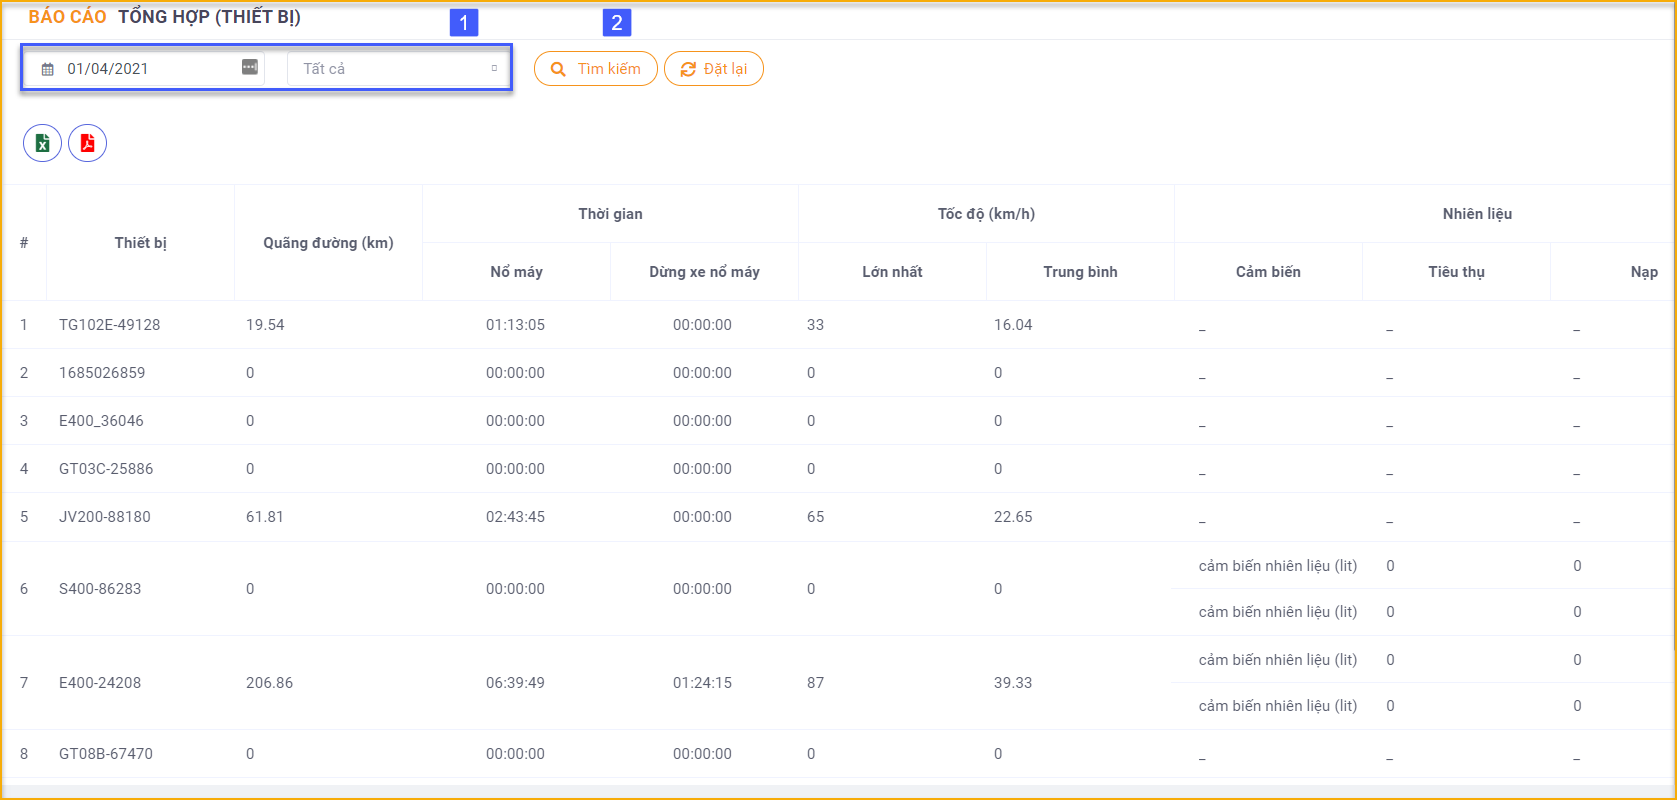 BÁO CÁO TỔNG HỢP (THIẾT BỊ)
1 2
01/04/2021 Tất cả Tìm kiếm Đặt lại
# Thiết bị Quãng đường (km) Thời gian Tốc độ (km/h) Nhiên liệu
Nổ máy Dừng xe nổ máy Lớn nhất Trung bình Cảm biến Tiêu thụ Nạp
1 TG102E-49128 19.54 01:13:05 00:00:00 33 16.04 _ _ _
2 1685026859 0 00:00:00 00:00:00 0 0 _ _ _
3 E400_36046 0 00:00:00 00:00:00 0 0 _ _ _
4 GT03C-25886 0 00:00:00 00:00:00 0 0 _ _ _
5 JV200-88180 61.81 02:43:45 00:00:00 65 22.65 _ _ _
6 S400-86283 0 00:00:00 00:00:00 0 0 cảm biến nhiên liệu (lit) 0 0
cảm biến nhiên liệu (lit) 0 0
7 E400-24208 206.86 06:39:49 01:24:15 87 39.33 cảm biến nhiên liệu (lit) 0 0
cảm biến nhiên liệu (lit) 0 0
8 GT08B-67470 0 00:00:00 00:00:00 0 0 _ _ _